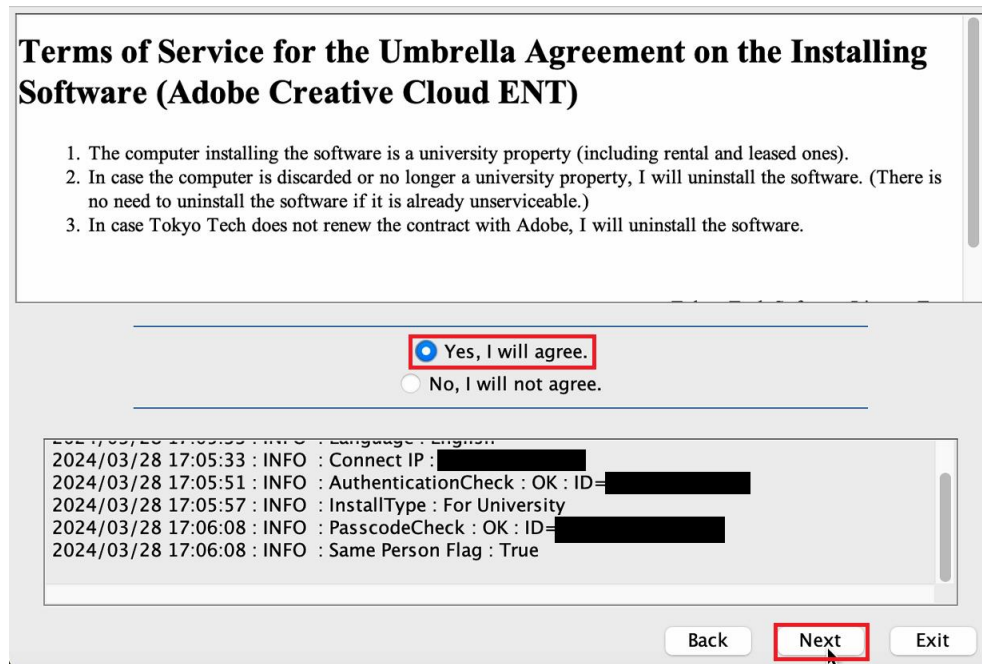 Terms of Service for the Umbrella Agreement on the Installing
Software (Adobe Creative Cloud ENT)
1. The computer installing the software is a university property (including rental and leased ones).
2. In case the computer is discarded or no longer a university property, I will uninstall the software. (There is
no need to uninstall the software if it is already unserviceable.)
3. In case Tokyo Tech does not renew the contract with Adobe, I will uninstall the software.
Yes, I will agree.
No, I will not agree.
2024/03/28 17:05:33 : INFO : Connect IP :
2024/03/28 17:05:51 : INFO : AuthenticationCheck : OK : ID=
2024/03/28 17:05:57 : INFO : InstallType : For University
2024/03/28 17:06:08 : INFO : PasscodeCheck : OK : ID=
2024/03/28 17:06:08 : INFO : Same Person Flag : True
Back Next Exit